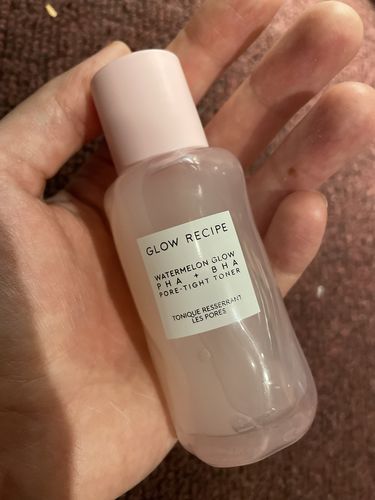 GLOW RECIPE
WATERMELON GLOW
PHA + BHA
PORE-TIGHT TONER
TONIQUE RESSERRANT
LES PORES